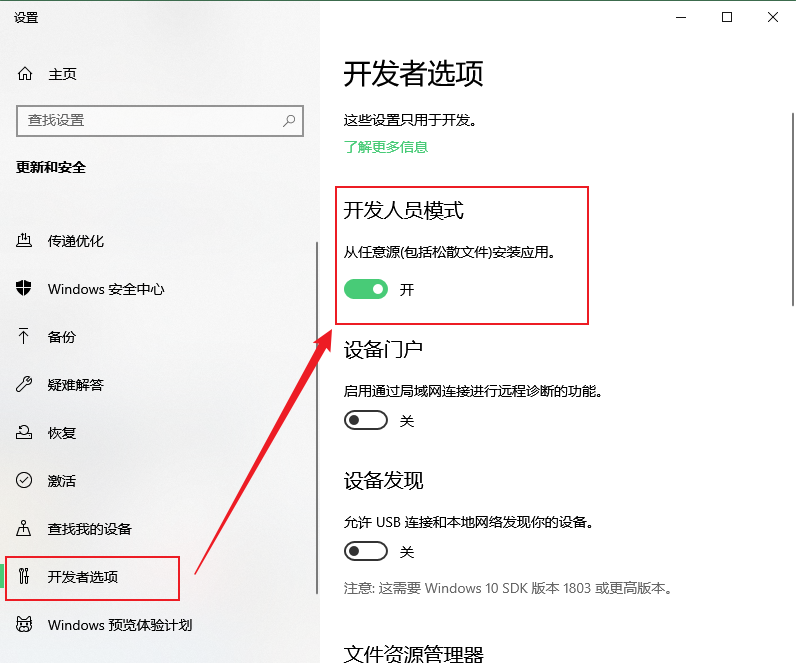 设置
主页
查找设置
更新和安全
传递优化
Windows 安全中心
备份
疑难解答
恢复
激活
查找我的设备
开发者选项
Windows 预览体验计划
开发者选项
这些设置只用于开发。
了解更多信息
开发人员模式
从任意源(包括松散文件)安装应用。
开
设备门户
启用通过局域网连接进行远程诊断的功能。
关
设备发现
允许 USB 连接和本地网络发现你的设备。
关
注意: 这需要 Windows 10 SDK 版本 1803 或更高版本。
文件资源管理器